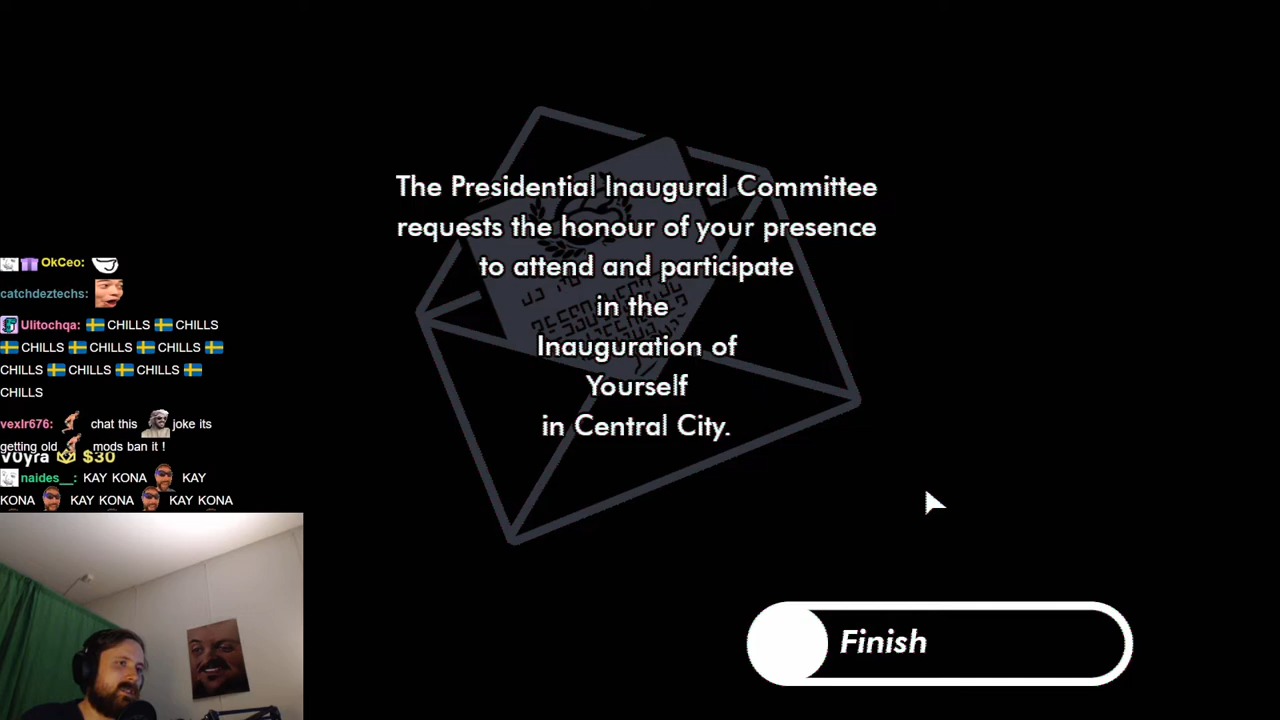 The Presidential Inaugural Committee
requests the honour of your presence
to attend and participate
in the
Inauguration of
Yourself
in Central City.
Finish
OkCeo:
catchdeztechs:
Ulitochqa: CHILLS CHILLS
CHILLS CHILLS CHILLS
CHILLS CHILLS CHILLS
CHILLS
vexlr676: chat this joke its
getting old mods ban it !
V0yra $30
naides__: KAY KONA KAY
KONA KAY KONA KAY KONA